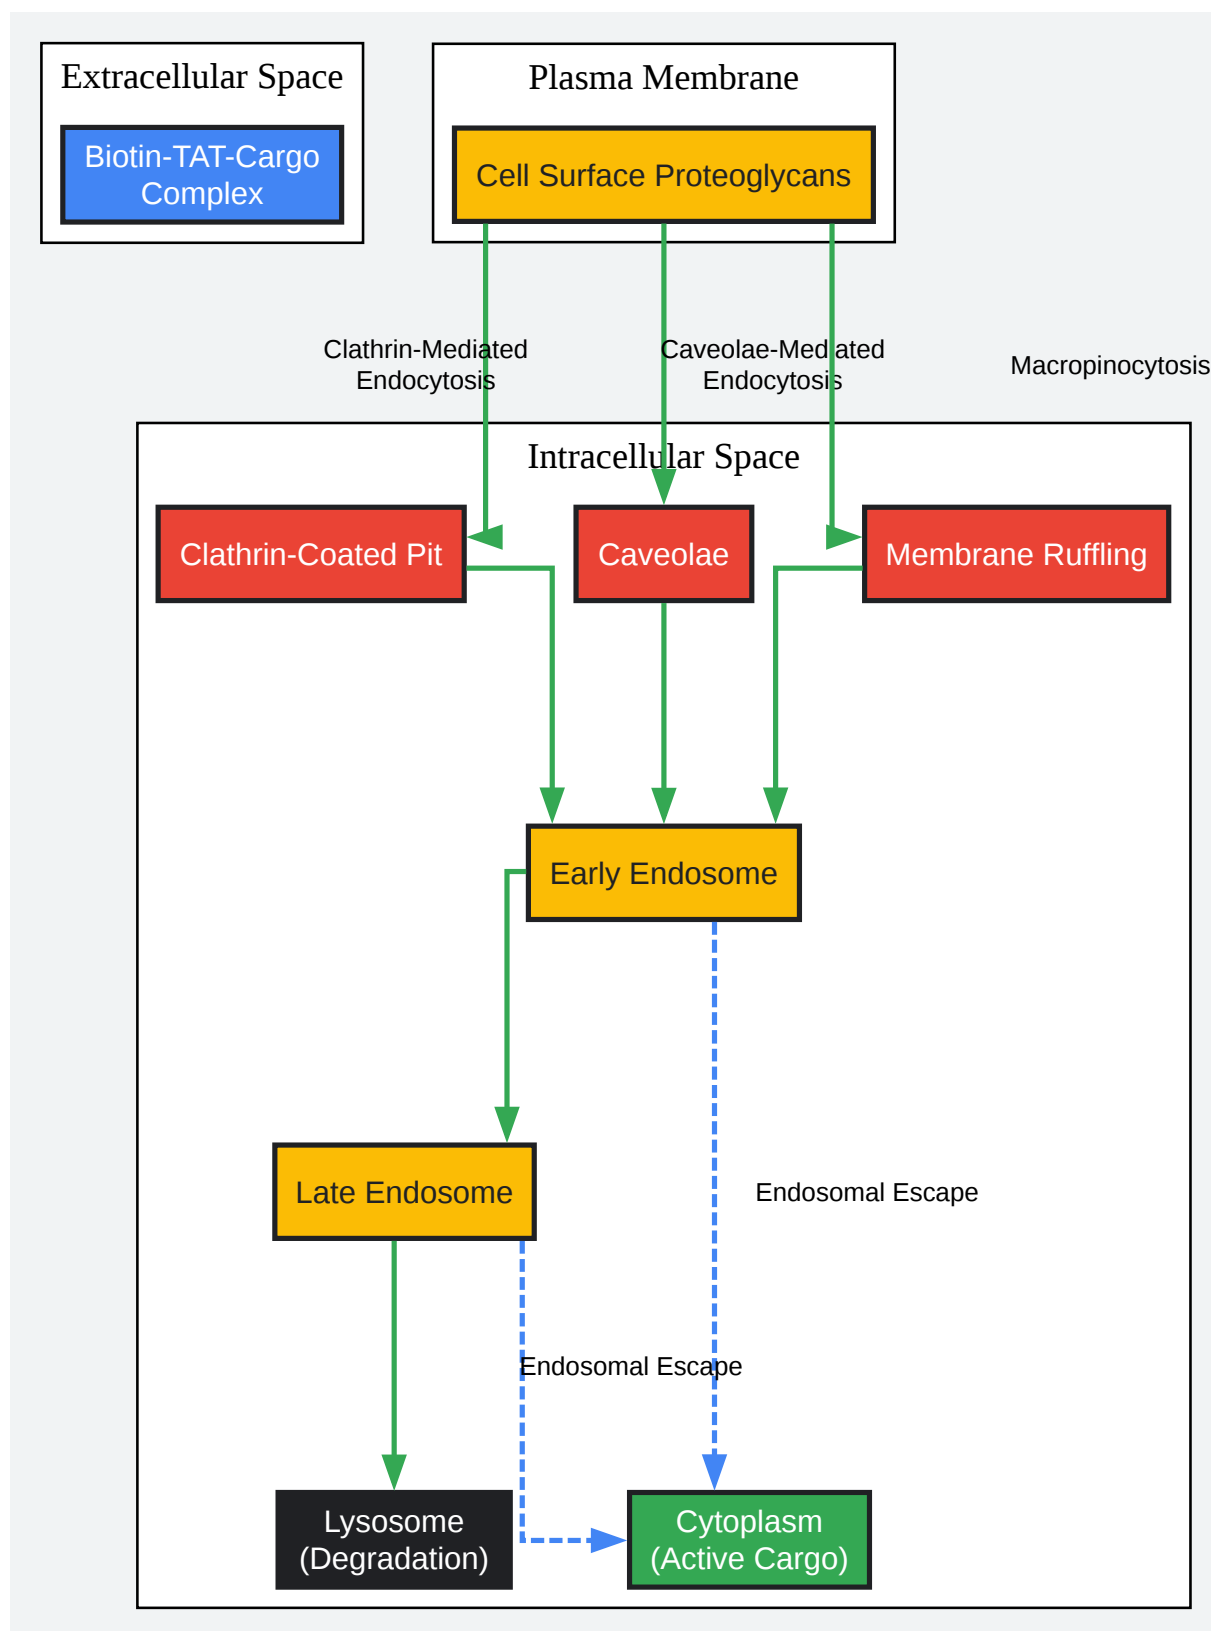 Extracellular Space
Plasma Membrane
Biotin-TAT-Cargo
Complex
Cell Surface Proteoglycans
Clathrin-Mediated
Endocytosis
Caveolae-Mediated
Endocytosis
Macropinocytosis
Intracellular Space
Clathrin-Coated Pit
Caveolae
Membrane Ruffling
Early Endosome
Late Endosome
Endosomal Escape
Endosomal Escape
Lysosome
(Degradation)
Cytoplasm
(Active Cargo)